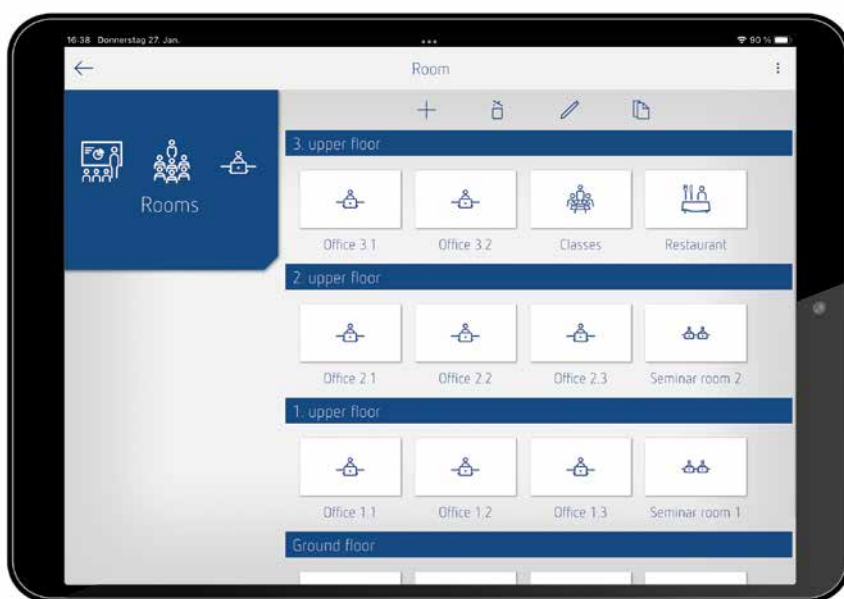 16:38 Donnerstag 27. Jan.
90 %
Room
Rooms
3. upper floor
Office 3.1
Office 3.2
Classes
Restaurant
2. upper floor
Office 2.1
Office 2.2
Office 2.3
Seminar room 2
1. upper floor
Office 1.1
Office 1.2
Office 1.3
Seminar room 1
Ground floor